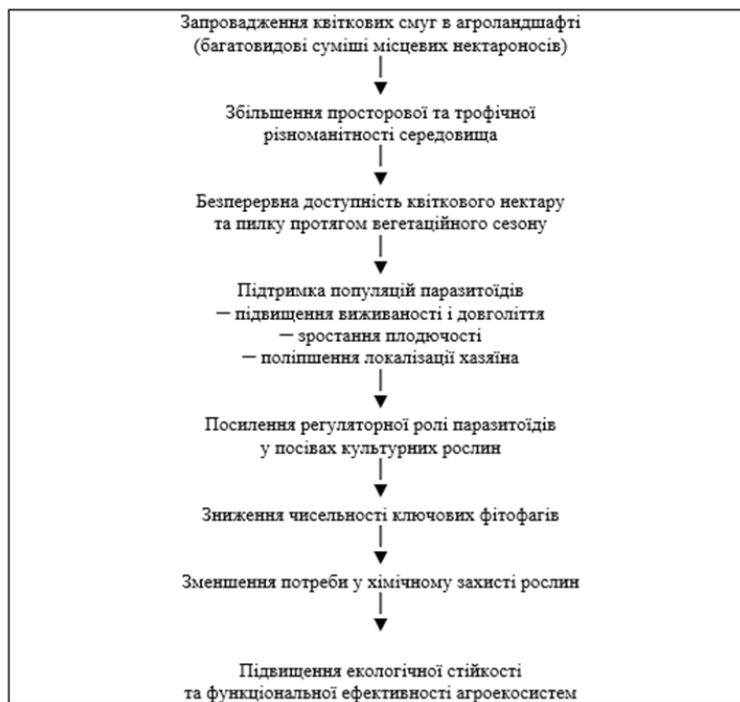 Запровадження квіткових смуг в агроландшафті
(багатовидові суміші місцевих нектароносів)
Збільшення просторової та трофічної
різноманітності середовища
Безперервна доступність квіткового нектару
та пилку протягом вегетаційного сезону
Підтримка популяцій паразитоїдів
— підвищення виживаності і довголіття
— зростання плодючості
— поліпшення локалізації хазяїна
Посилення регуляторної ролі паразитоїдів
у посівах культурних рослин
Зниження чисельності ключових фітофагів
Зменшення потреби у хімічному захисті рослин
Підвищення екологічної стійкості
та функціональної ефективності агроекосистем